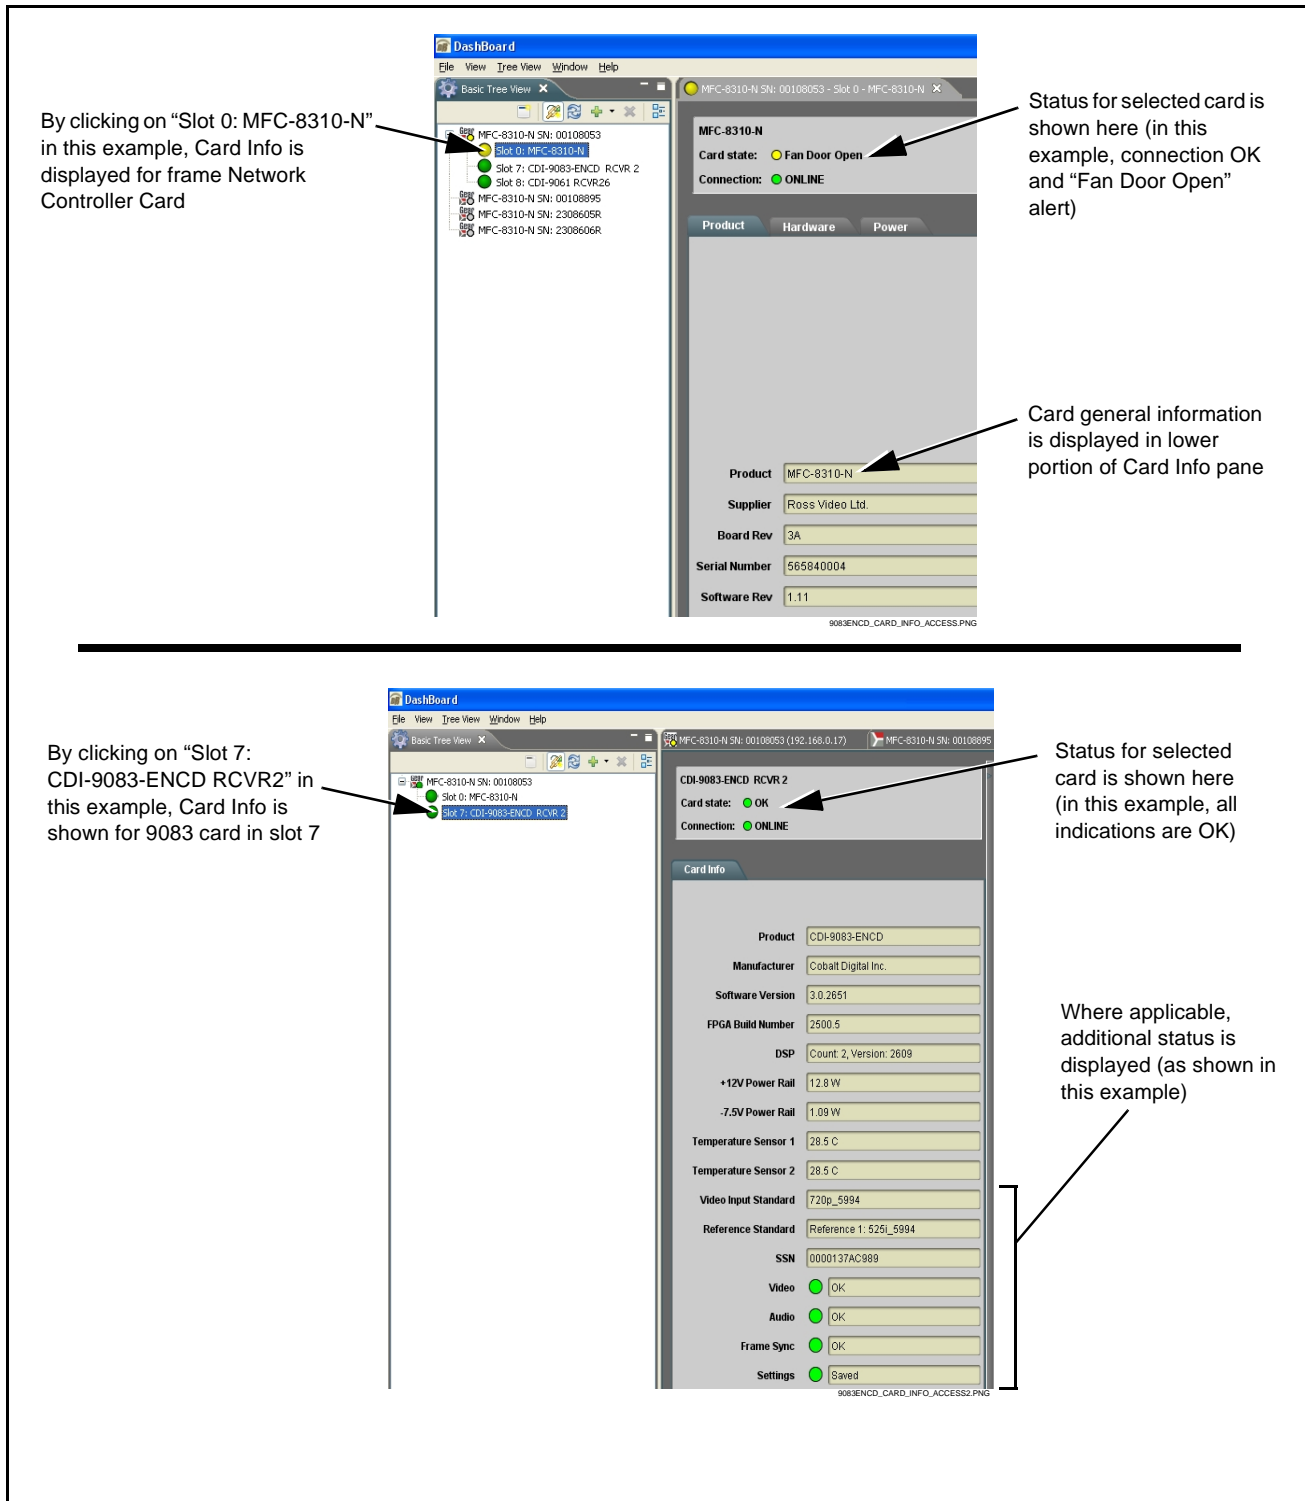 DashBoard
File View Tree View Window Help
Basic Tree View
MFC-8310-N SN: 00108053 - Slot 0 - MFC-8310-N
By clicking on “Slot 0: MFC-8310-N”
in this example, Card Info is
displayed for frame Network
Controller Card
MFC-8310-N SN: 00108053
Slot 0: MFC-8310-N
Slot 7: CDI-9083-ENCD RCVR 2
Slot 8: CDI-9061 RCVR26
MFC-8310-N SN: 00108895
MFC-8310-N SN: 2308605R
MFC-8310-N SN: 2308606R
MFC-8310-N
Card state: Fan Door Open
Connection: ONLINE
Status for selected card is
shown here (in this
example, connection OK
and “Fan Door Open”
alert)
Product Hardware Power
Card general information
is displayed in lower
portion of Card Info pane
Product MFC-8310-N
Supplier Ross Video Ltd.
Board Rev 3A
Serial Number 565840004
Software Rev 1.11
9083ENCD_CARD_INFO_ACCESS.PNG
DashBoard
File View Tree View Window Help
Basic Tree View
MFC-8310-N SN: 00108053 (192.168.0.17) MFC-8310-N SN: 00108895
By clicking on “Slot 7:
CDI-9083-ENCD RCVR2” in
this example, Card Info is
shown for 9083 card in slot 7
MFC-8310-N SN: 00108053
Slot 0: MFC-8310-N
Slot 7: CDI-9083-ENCD RCVR 2
CDI-9083-ENCD RCVR 2
Card state: OK
Connection: ONLINE
Status for selected
card is shown here
(in this example, all
indications are OK)
Card Info
Product CDI-9083-ENCD
Manufacturer Cobalt Digital Inc.
Software Version 3.0.2651
FPGA Build Number 2500.5
DSP Count: 2, Version: 2609
+12V Power Rail 12.8 W
-7.5V Power Rail 1.09 W
Temperature Sensor 1 28.5 C
Temperature Sensor 2 28.5 C
Video Input Standard 720p_5994
Reference Standard Reference 1: 525i_5994
SSN 0000137AC989
Video OK
Audio OK
Frame Sync OK
Settings Saved
Where applicable,
additional status is
displayed (as shown in
this example)
9083ENCD_CARD_INFO_ACCESS2.PNG